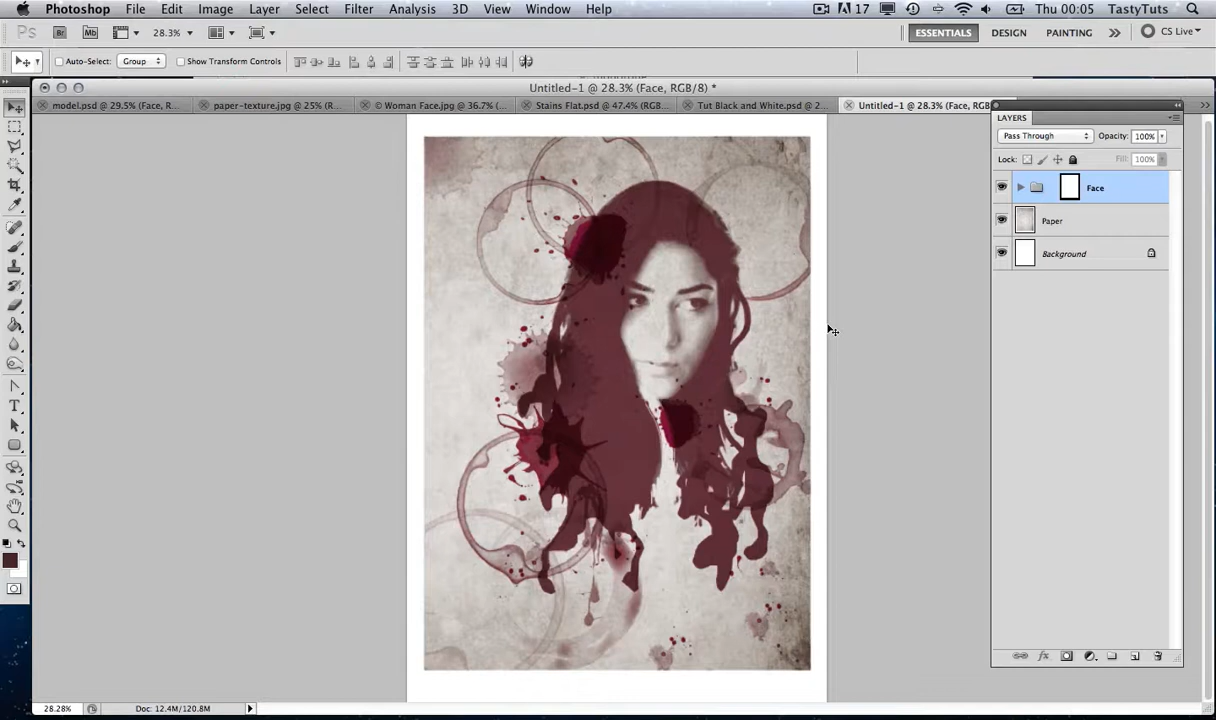 Photoshop File Edit Image Layer Select Filter Analysis 3D View Window Help 17 Thu 00:05 TastyTuts
Ps Br Mb 28.3% ESSENTIALS DESIGN PAINTING CS Live
Auto-Select: Group Show Transform Controls
Untitled-1 @ 28.3% (Face, RGB/8) *
model.psd @ 29.5% (Face, R... paper-texture.jpg @ 25% (RGB... © Woman Face.jpg @ 36.7% (... Stains Flat.psd @ 47.4% (RGB... Tut Black and White.psd @ 2... Untitled-1 @ 28.3% (Face, RGB
LAYERS
Pass Through Opacity: 100%
Lock: Fill: 100%
Face
Paper
Background
28.28% Doc: 12.4M/120.8M